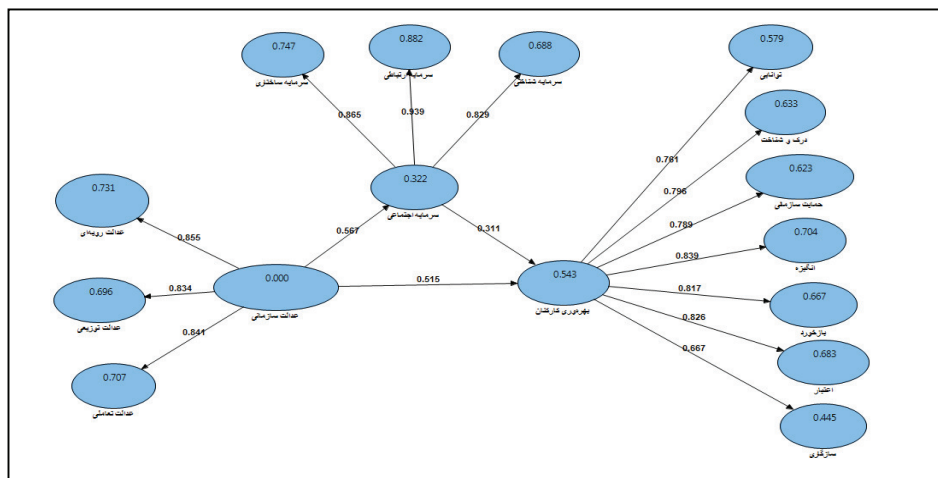 0.747
سرمایه ساختاری
0.882
سرمایه ارتباطی
0.688
سرمایه شناختی
0.579
توانایی
0.865
0.939
0.829
0.761
0.633
درک و شناخت
0.796
0.731
عدالت رویه‌ای
0.322
سرمایه اجتماعی
0.623
حمایت سازمانی
0.855
0.567
0.311
0.789
0.704
انگیزه
0.839
0.696
عدالت توزیعی
0.834
0.000
عدالت سازمانی
0.515
0.543
بهره‌وری کارکنان
0.817
0.667
بازخورد
0.841
0.826
0.707
عدالت تعاملی
0.667
0.683
اعتبار
0.445
سازگاری